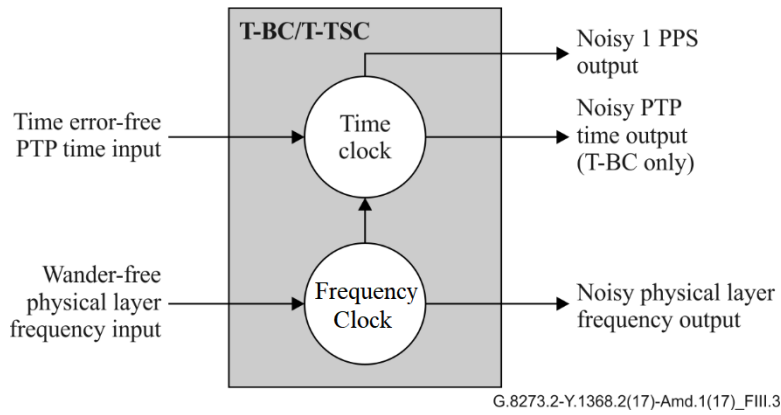 T-BC/T-TSC
Noisy 1 PPS
output
Time error-free
PTP time input
Time
clock
Noisy PTP
time output
(T-BC only)
Wander-free
physical layer
frequency input
Frequency
Clock
Noisy physical layer
frequency output
G.8273.2-Y.1368.2(17)-Amd.1(17)_FIII.3